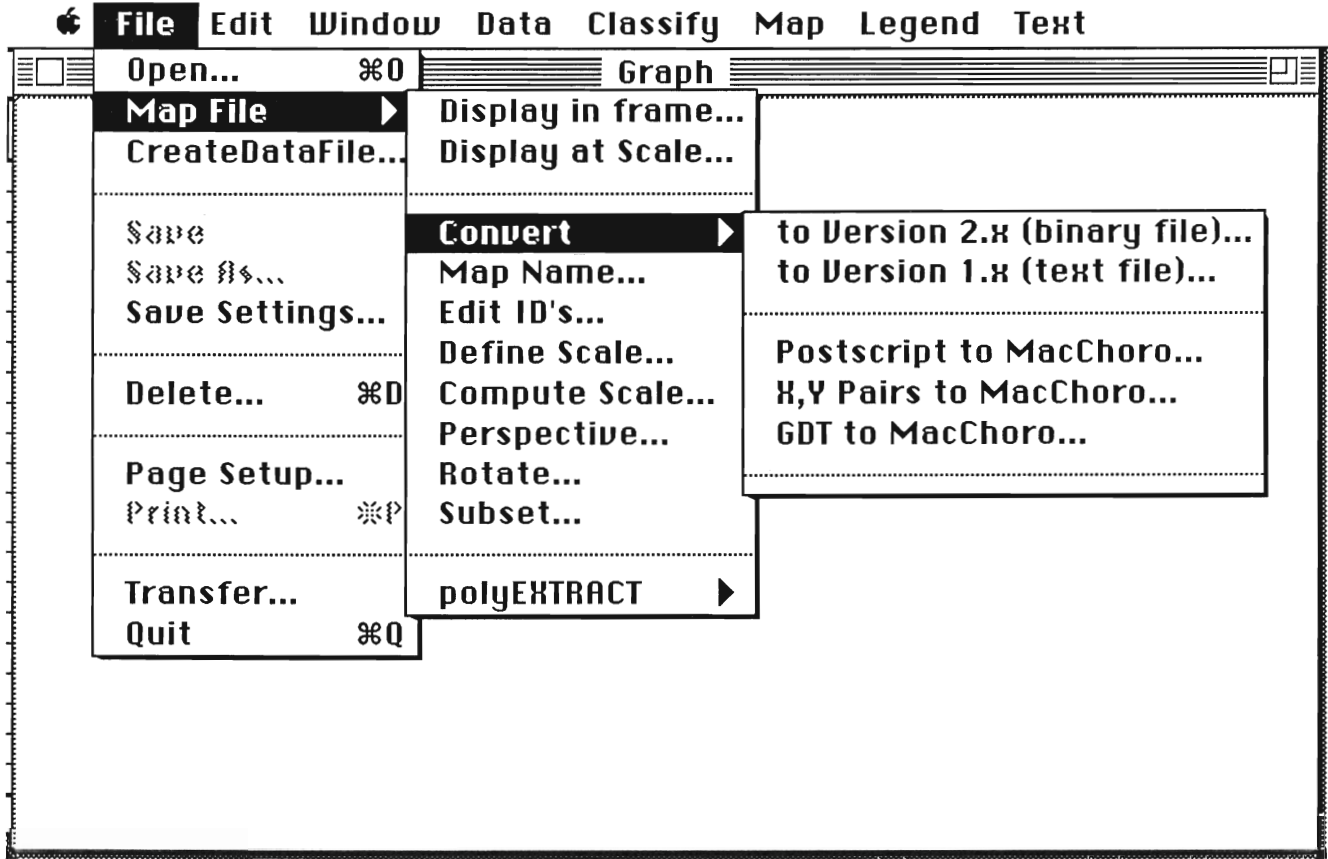 File Edit Window Data Classify Map Legend Text
Graph
Open... ⌘O
Map File
CreateDataFile...
Save
Save As...
Save Settings...
Delete... ⌘D
Page Setup...
Print... ⌘P
Transfer...
Quit ⌘Q
Display in frame...
Display at Scale...
Convert
Map Name...
Edit ID's...
Define Scale...
Compute Scale...
Perspective...
Rotate...
Subset...
polyEXTRACT
to Version 2.x (binary file)...
to Version 1.x (text file)...
Postscript to MacChoro...
X,Y Pairs to MacChoro...
GDT to MacChoro...